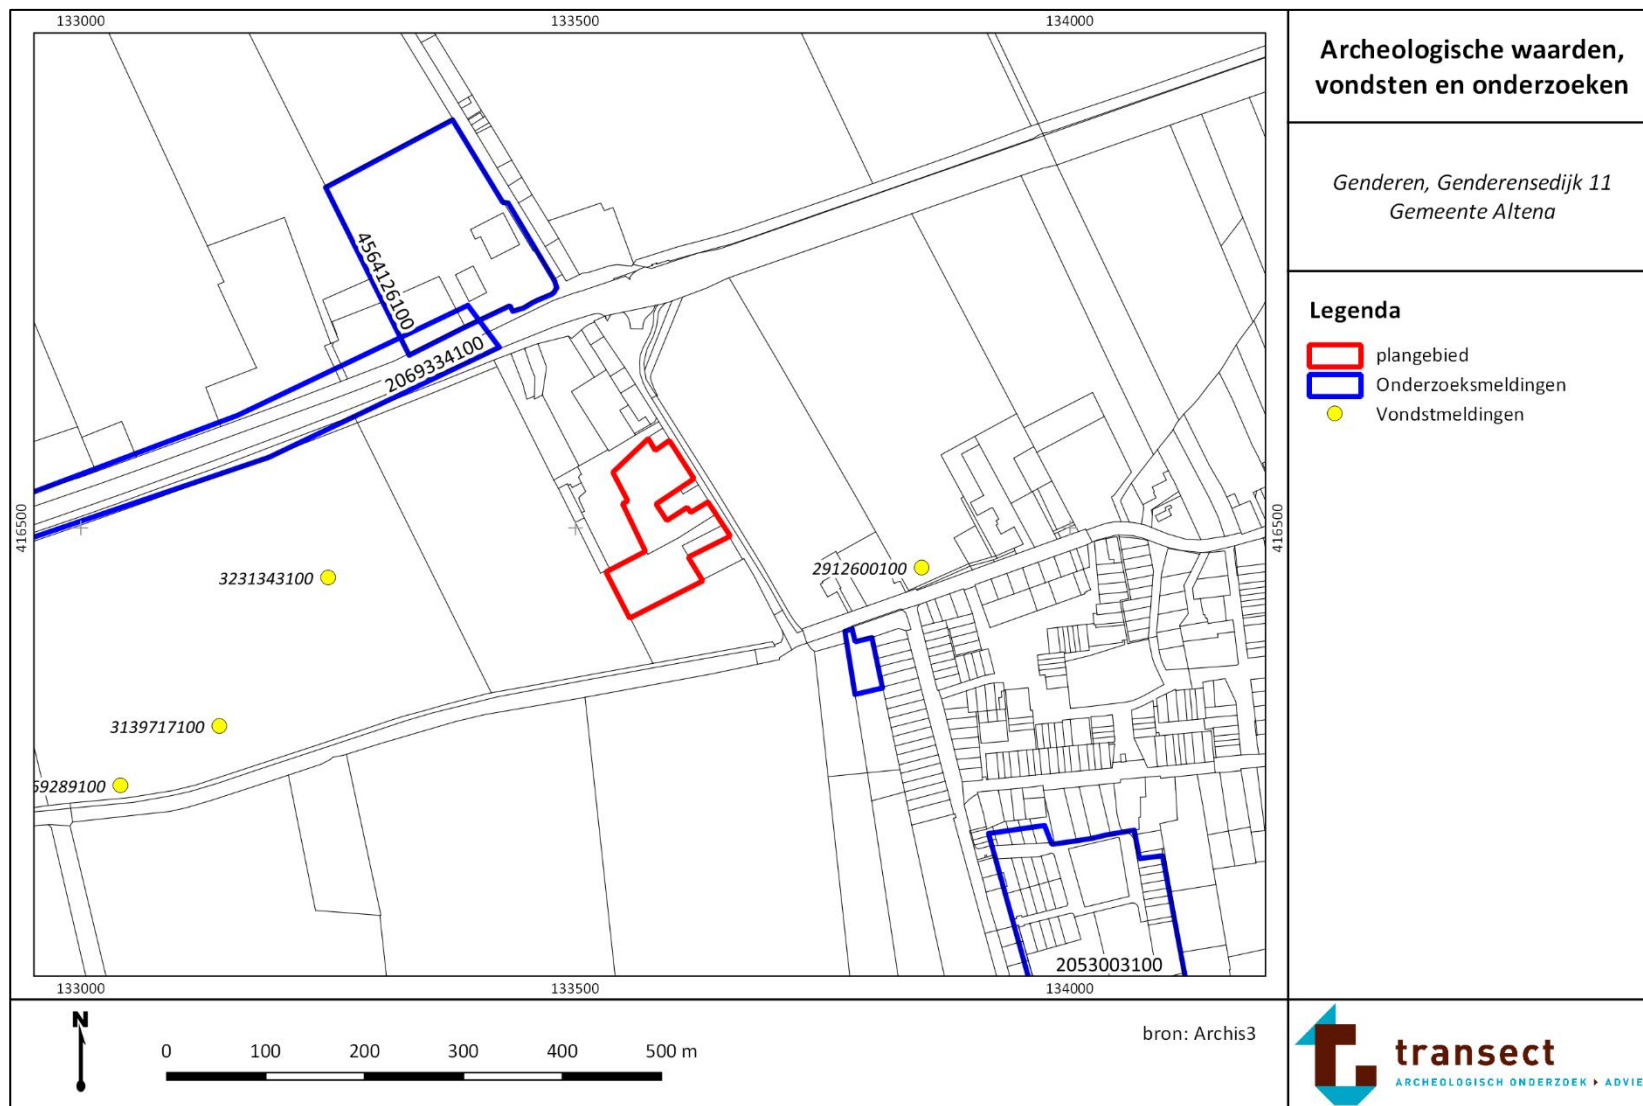 133000
133500
134000
Archeologische waarden,
vondsten en onderzoeken
Genderen, Genderensedijk 11
Gemeente Altena
Legenda
plangebied
Onderzoeksmeldingen
Vondstmeldingen
4564126100
2069334100
416500
416500
3231343100
2912600100
3139717100
69289100
2053003100
133000
133500
134000
N
0 100 200 300 400 500 m
bron: Archis3
transect
ARCHEOLOGISCH ONDERZOEK ▸ ADVIE